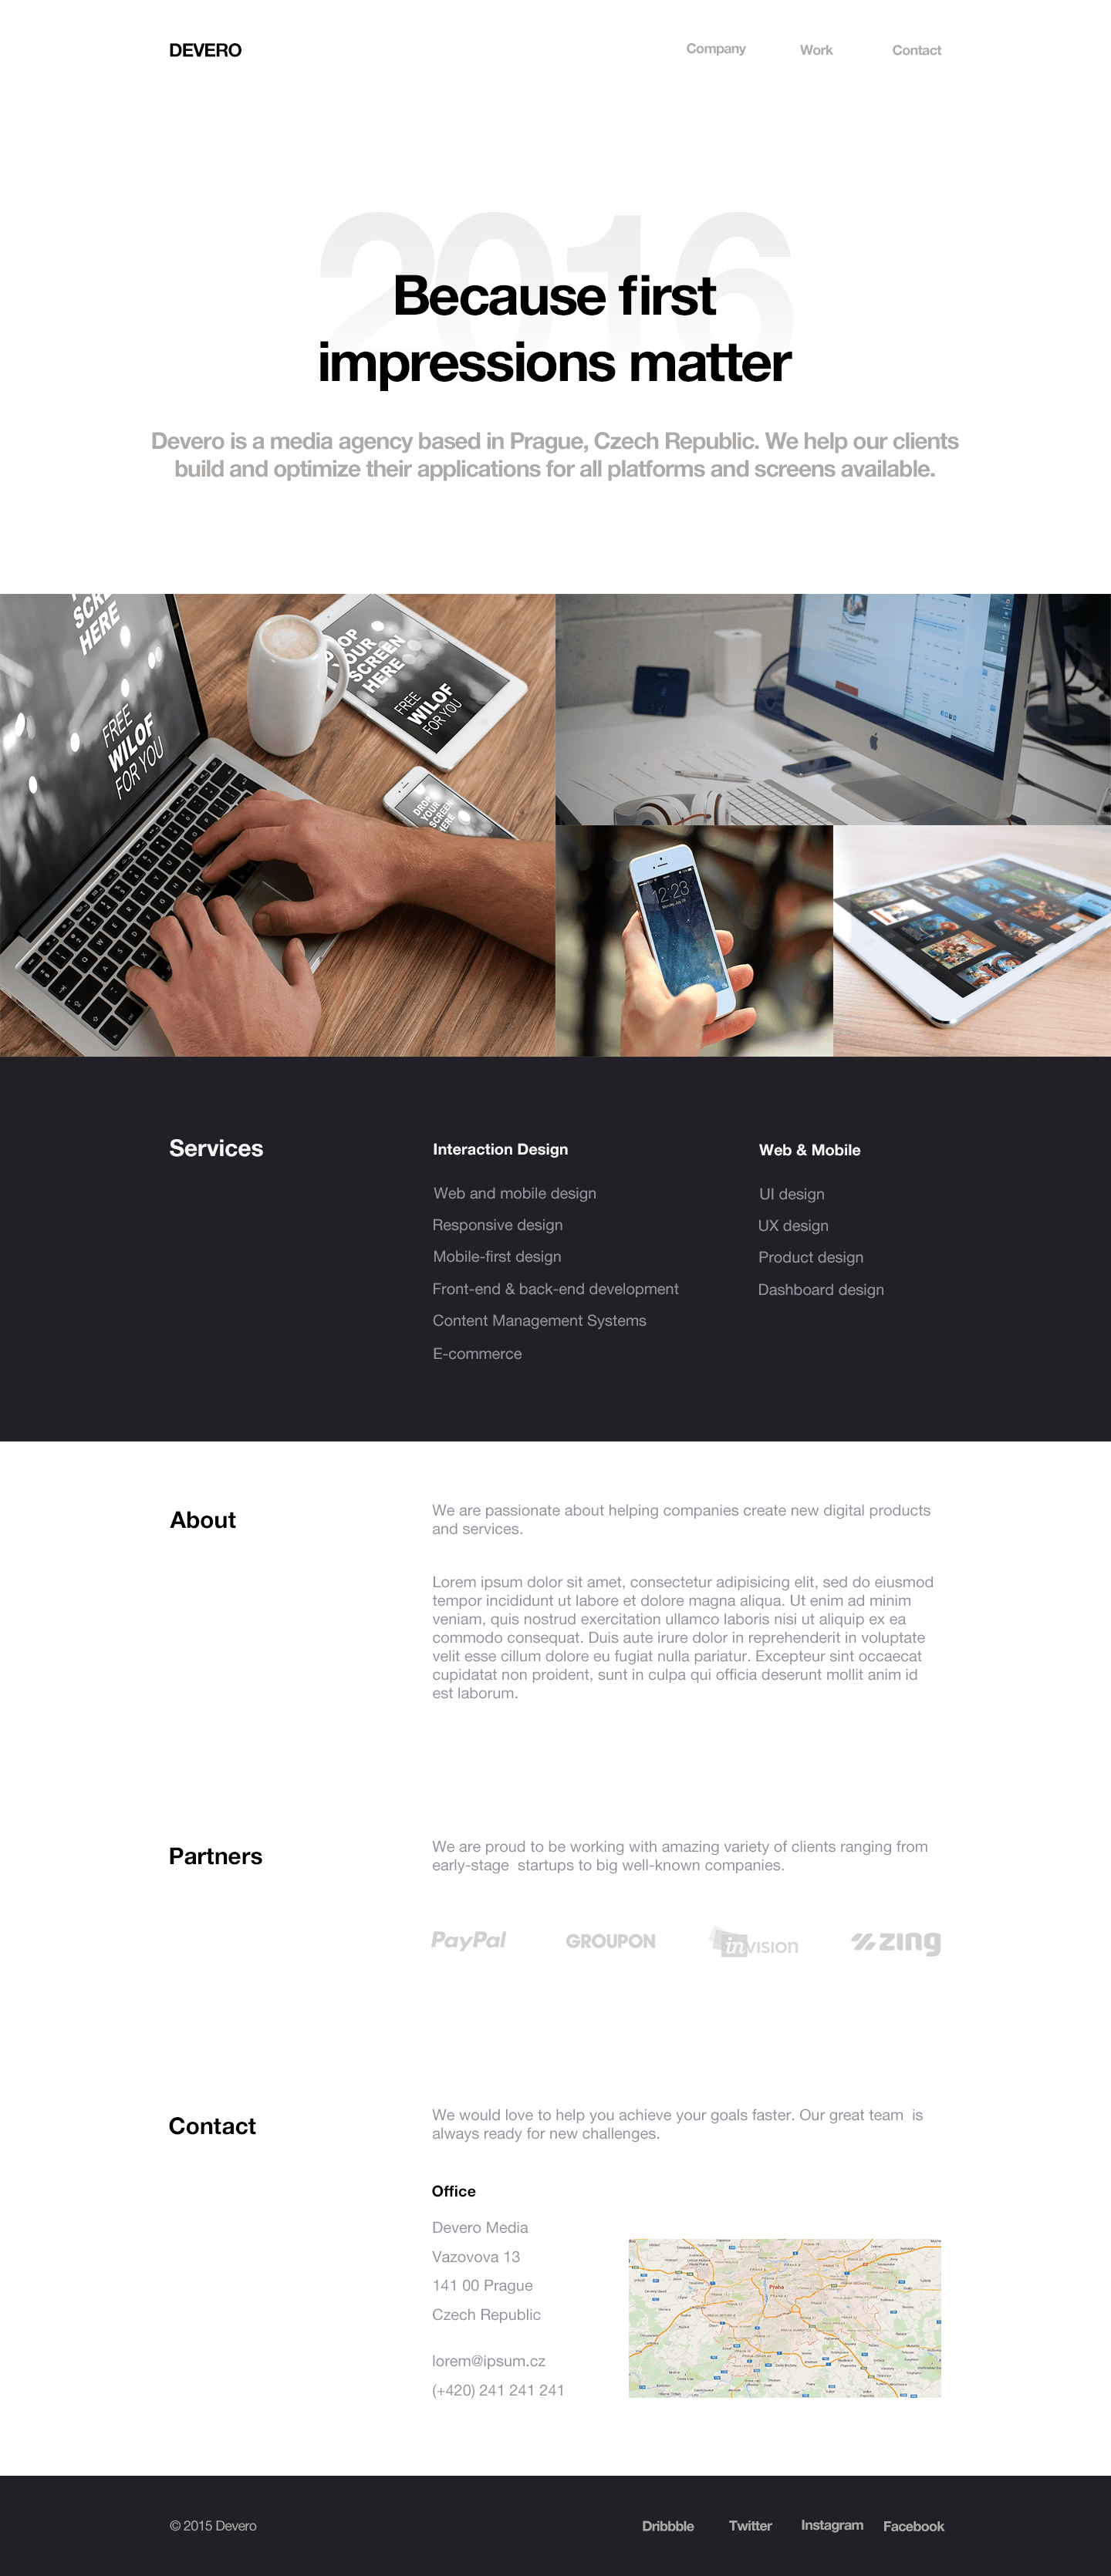 DEVERO
Company Work Contact
2016
Because first
impressions matter
Devero is a media agency based in Prague, Czech Republic. We help our clients
build and optimize their applications for all platforms and screens available.
SCREEN
HERE
FREE
WILOF
FOR YOU
DROP
YOUR
SCREEN
HERE
FREE
WILOF
FOR YOU
DROP
YOUR
SCREEN
HERE
12:23
Services
Interaction Design
Web and mobile design
Responsive design
Mobile-first design
Front-end & back-end development
Content Management Systems
E-commerce
Web & Mobile
UI design
UX design
Product design
Dashboard design
About
We are passionate about helping companies create new digital products
and services.
Lorem ipsum dolor sit amet, consectetur adipisicing elit, sed do eiusmod
tempor incididunt ut labore et dolore magna aliqua. Ut enim ad minim
veniam, quis nostrud exercitation ullamco laboris nisi ut aliquip ex ea
commodo consequat. Duis aute irure dolor in reprehenderit in voluptate
velit esse cillum dolore eu fugiat nulla pariatur. Excepteur sint occaecat
cupidatat non proident, sunt in culpa qui officia deserunt mollit anim id
est laborum.
Partners
We are proud to be working with amazing variety of clients ranging from
early-stage  startups to big well-known companies.
PayPal GROUPON inVISION zing
Contact
We would love to help you achieve your goals faster. Our great team  is
always ready for new challenges.
Office
Devero Media
Vazovova 13
141 00 Prague
Czech Republic
lorem@ipsum.cz
(+420) 241 241 241
Praha
© 2015 Devero
Dribbble Twitter Instagram Facebook